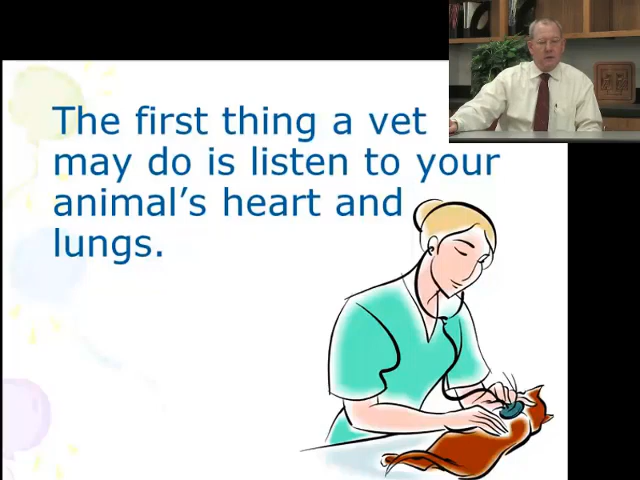 The first thing a vet
may do is listen to your
animal’s heart and
lungs.